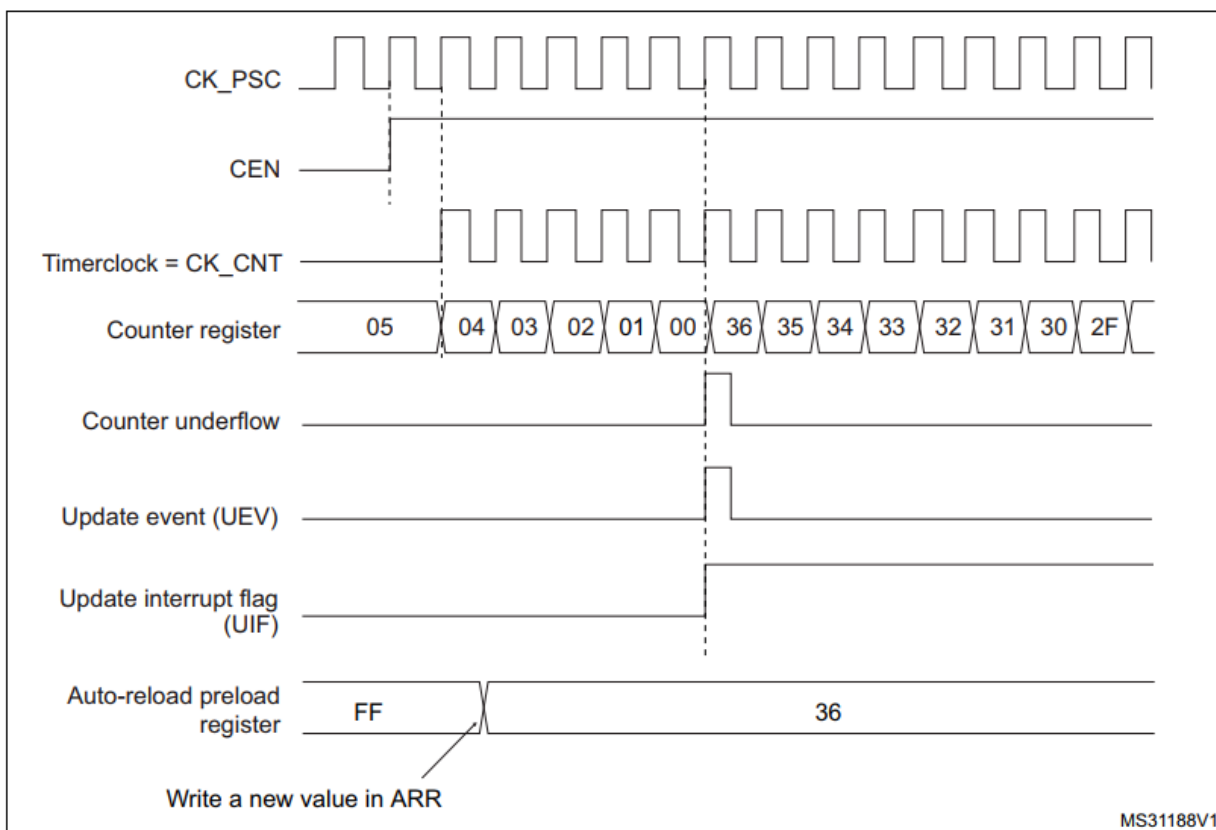 CK_PSC
CEN
Timerclock = CK_CNT
Counter register
05 04 03 02 01 00 36 35 34 33 32 31 30 2F
Counter underflow
Update event (UEV)
Update interrupt flag
(UIF)
Auto-reload preload
register
FF 36
Write a new value in ARR
MS31188V1